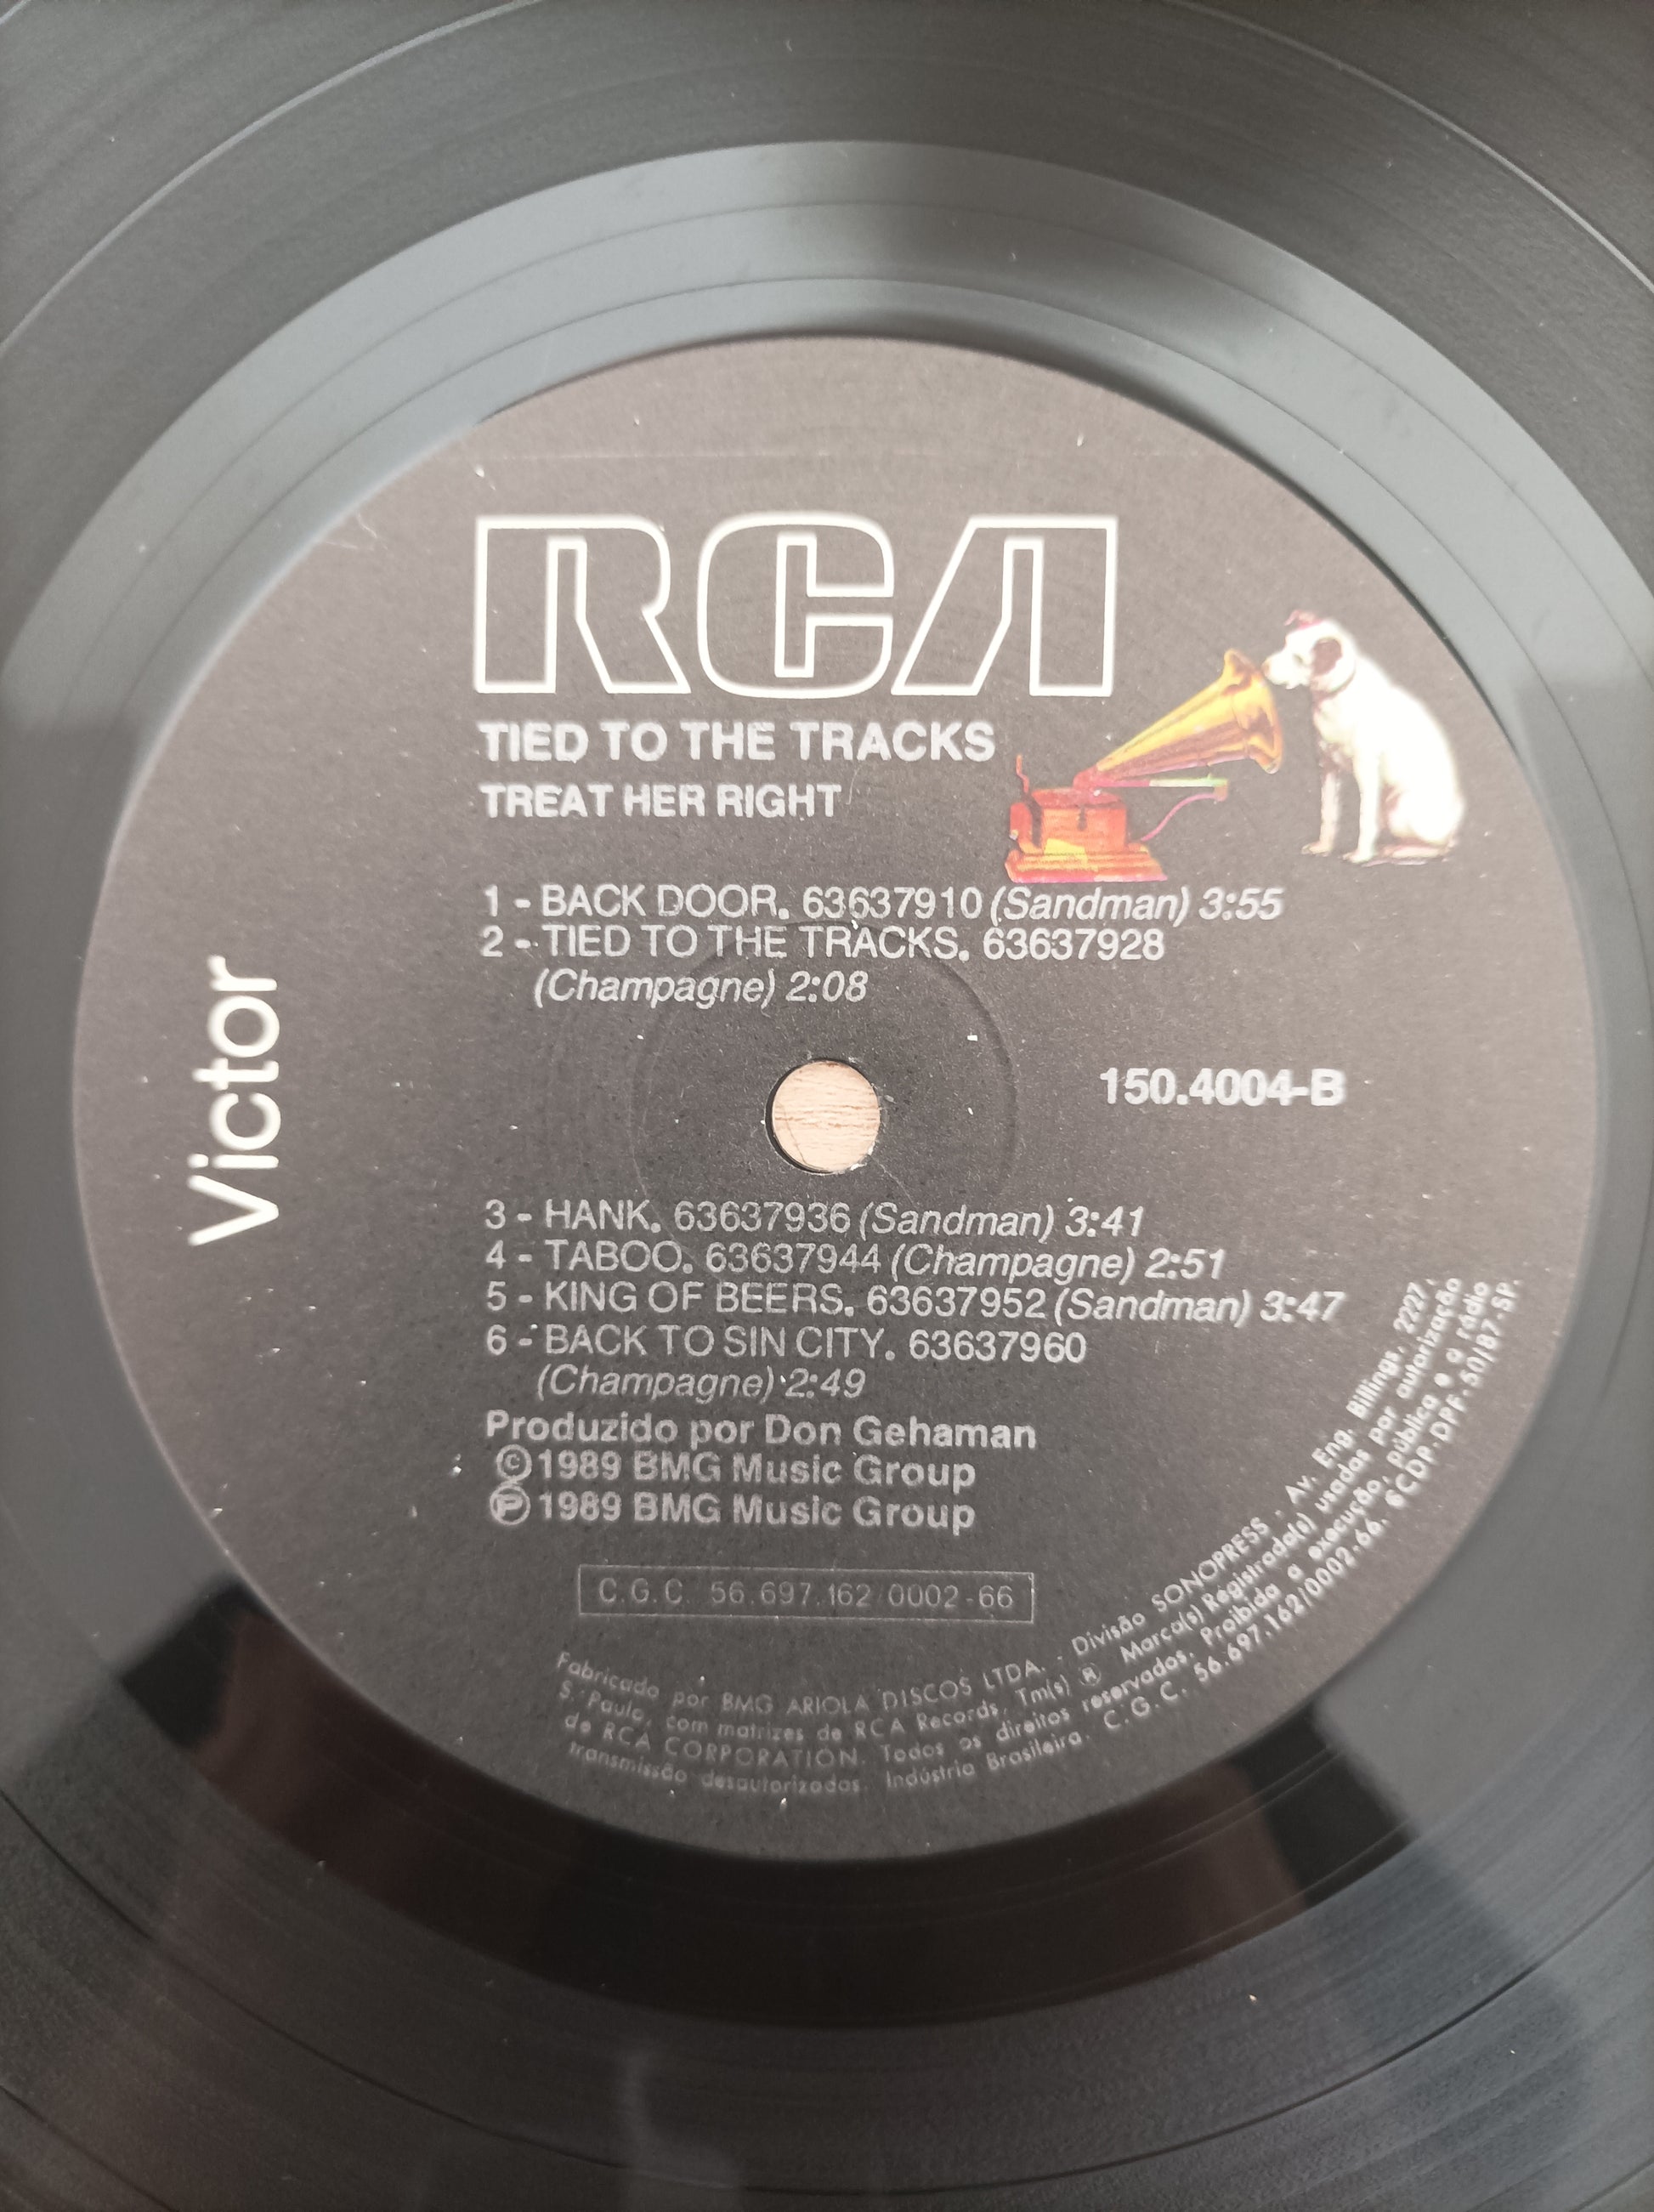 RCA
TIED TO THE TRACKS
TREAT HER RIGHT
1 - BACK DOOR. 63637910 (Sandman) 3:55
2 - TIED TO THE TRACKS. 63637928
(Champagne) 2:08
Victor
150.4004-B
3 - HANK. 63637936 (Sandman) 3:41
4 - TABOO. 63637944 (Champagne) 2:51
5 - KING OF BEERS. 63637952 (Sandman) 3:47
6 - BACK TO SIN CITY. 63637960
(Champagne) 2:49
Produzido por Don Gehaman
©1989 BMG Music Group
℗1989 BMG Music Group
C.G.C. 56.697.162/0002-66
Fabricado por BMG ARIOLA DISCOS LTDA. - Divisão SONOPRESS - Av. Eng. Billings, 2227,
S. Paulo, com matrizes de RCA Records, Tm(s) ® Marca(s) Registrada(s) usadas por autorização
de RCA CORPORATION. Todos os direitos reservados. Proibida a execução, pública e a rádio
transmissão desautorizadas. Indústria Brasileira. C.G.C. 56.697.162/0002.66. SCDP-DPF-50/87-SP.